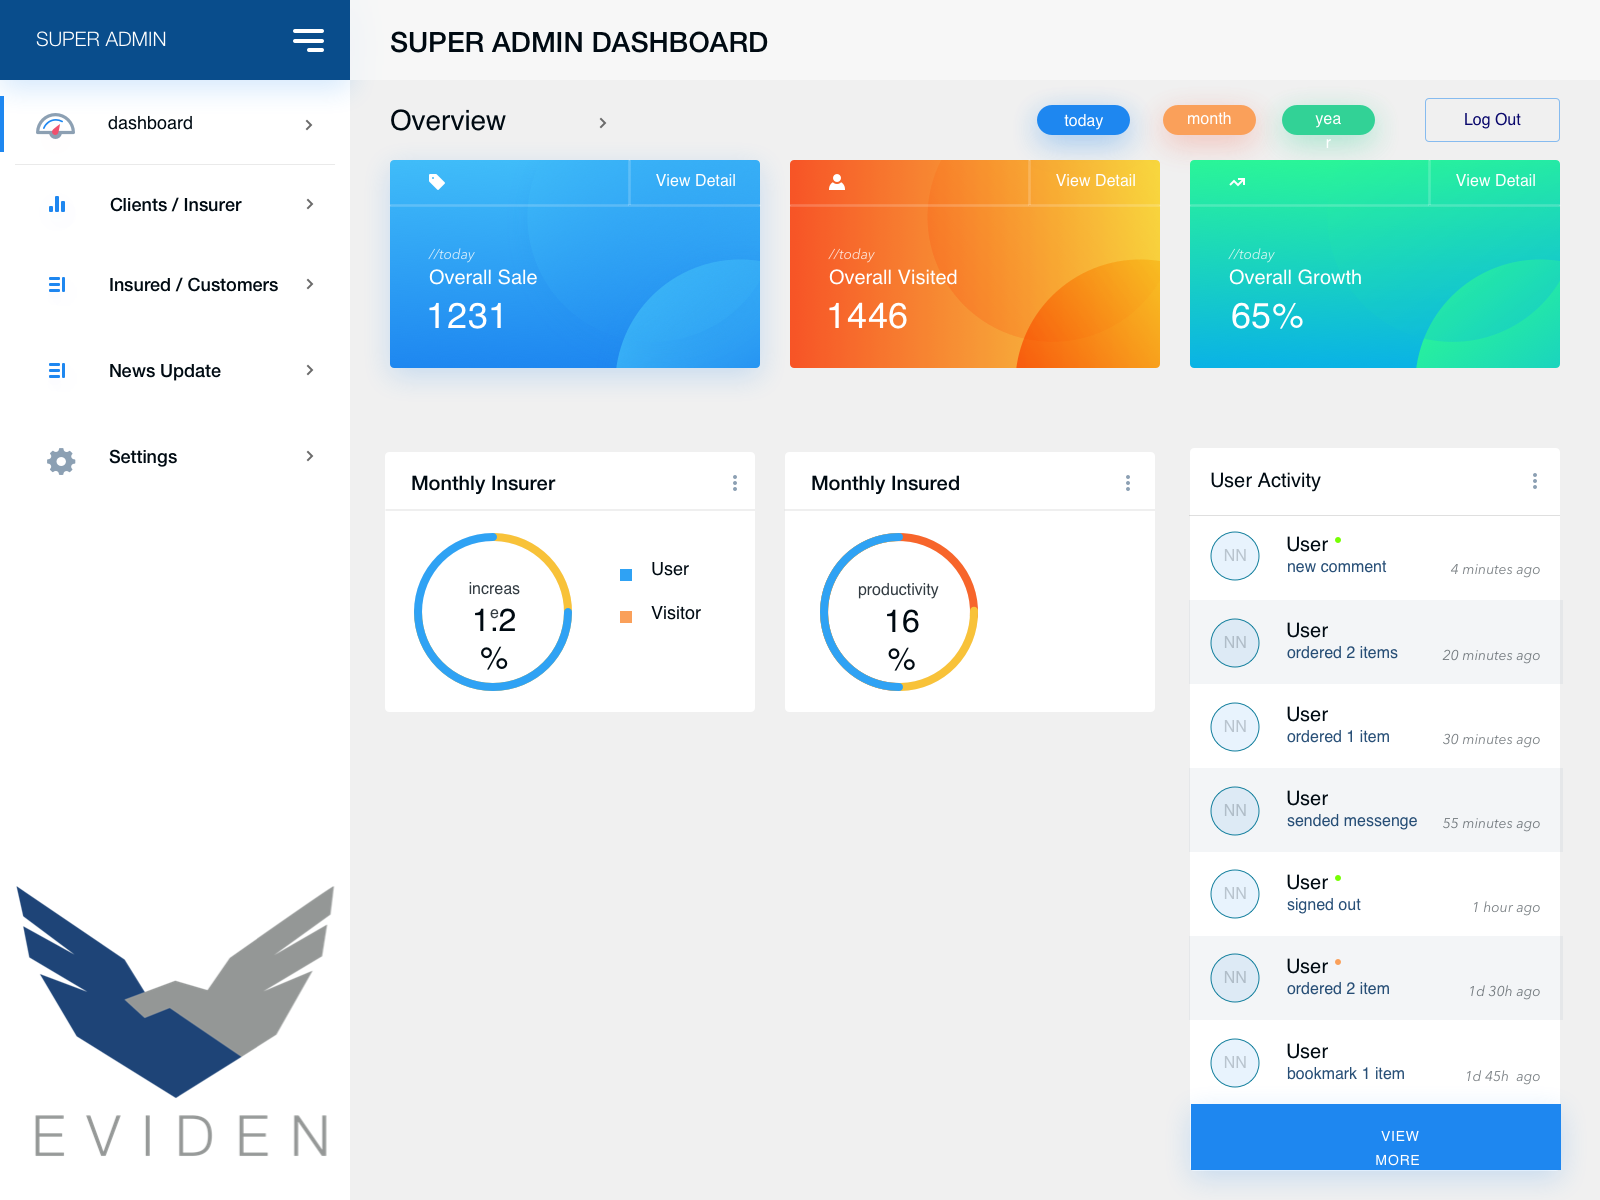 SUPER ADMIN
SUPER ADMIN DASHBOARD
dashboard
Clients / Insurer
Insured / Customers
News Update
Settings
EVIDEN
Overview
today
month
yea
r
Log Out
View Detail
//today
Overall Sale
1231
View Detail
//today
Overall Visited
1446
View Detail
//today
Overall Growth
65%
Monthly Insurer
increas
e
1.2
%
User
Visitor
Monthly Insured
productivity
16
%
User Activity
NN
User
new comment
4 minutes ago
NN
User
ordered 2 items
20 minutes ago
NN
User
ordered 1 item
30 minutes ago
NN
User
sended messenge
55 minutes ago
NN
User
signed out
1 hour ago
NN
User
ordered 2 item
1d 30h ago
NN
User
bookmark 1 item
1d 45h ago
VIEW
MORE